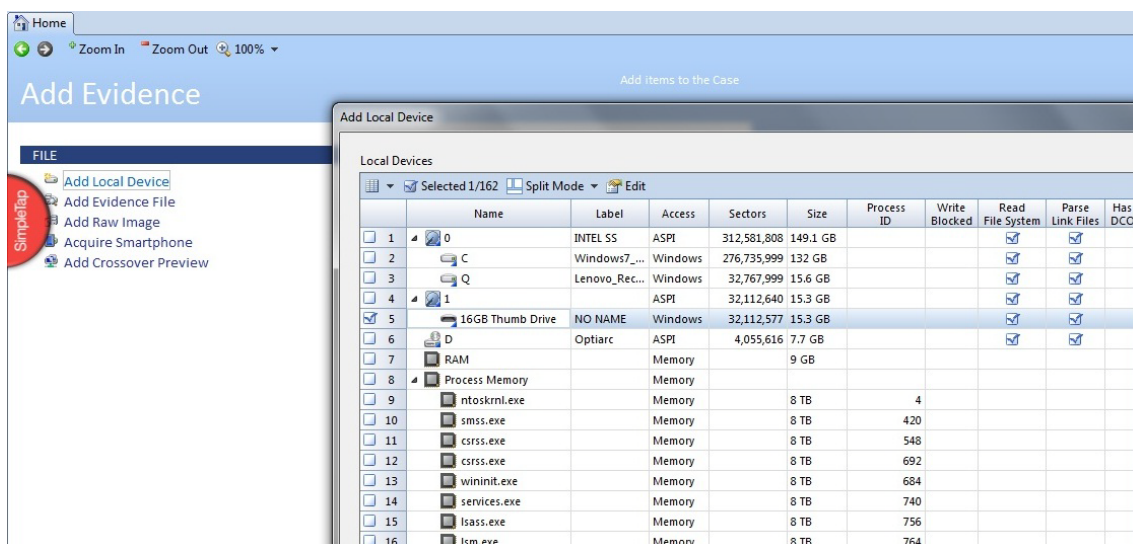 Home
Zoom In Zoom Out 100%
Add Evidence
Add items to the Case
FILE
Add Local Device
Add Evidence File
Add Raw Image
Acquire Smartphone
Add Crossover Preview
SimpleTap
Add Local Device
Local Devices
Selected 1/162 Split Mode Edit
Name Label Access Sectors Size Process ID Write Blocked Read File System Parse Link Files Has DCO
1 0 INTEL SS ASPI 312,581,808 149.1 GB
2 C Windows7_... Windows 276,735,999 132 GB
3 Q Lenovo_Rec... Windows 32,767,999 15.6 GB
4 1 ASPI 32,112,640 15.3 GB
5 16GB Thumb Drive NO NAME Windows 32,112,577 15.3 GB
6 D Optiarc ASPI 4,055,616 7.7 GB
7 RAM Memory 9 GB
8 Process Memory Memory
9 ntoskrnl.exe Memory 8 TB 4
10 smss.exe Memory 8 TB 420
11 csrss.exe Memory 8 TB 548
12 csrss.exe Memory 8 TB 692
13 wininit.exe Memory 8 TB 684
14 services.exe Memory 8 TB 740
15 lsass.exe Memory 8 TB 756
16 lsm.exe Memory 8 TB 764